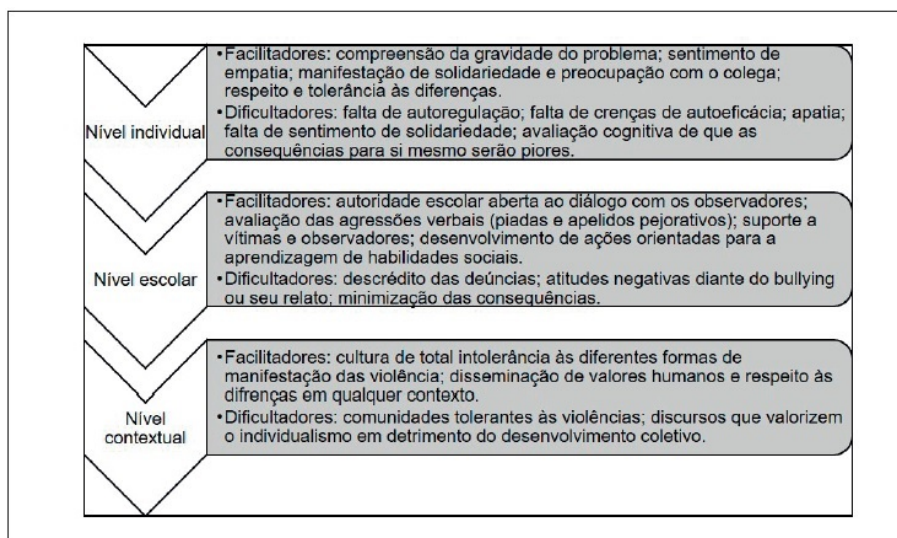 •Facilitadores: compreensão da gravidade do problema; sentimento de
empatia; manifestação de solidariedade e preocupação com o colega;
respeito e tolerância às diferenças.
•Dificultadores: falta de autoregulação; falta de crenças de autoeficácia; apatia;
falta de sentimento de solidariedade; avaliação cognitiva de que as
consequências para si mesmo serão piores.
Nível individual
•Facilitadores: autoridade escolar aberta ao diálogo com os observadores;
avaliação das agressões verbais (piadas e apelidos pejorativos); suporte a
vítimas e observadores; desenvolvimento de ações orientadas para a
aprendizagem de habilidades sociais.
•Dificultadores: descrédito das deúncias; atitudes negativas diante do bullying
ou seu relato; minimização das consequências.
Nível escolar
•Facilitadores: cultura de total intolerância às diferentes formas de
manifestação das violência; disseminação de valores humanos e respeito às
difrenças em qualquer contexto.
•Dificultadores: comunidades tolerantes às violências; discursos que valorizem
o individualismo em detrimento do desenvolvimento coletivo.
Nível
contextual